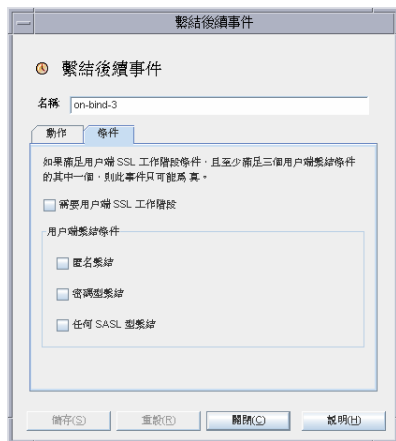 繫結後續事件
繫結後續事件
名稱 on-bind-3
動作 條件
如果滿足用戶端 SSL 工作階段條件，且至少滿足三個用戶端繫結條件
的其中一個，則此事件只可能為 真。
需要用戶端 SSL 工作階段
用戶端繫結條件
匿名繫結
密碼型繫結
任何 SASL 型繫結
儲存(S) 重設(R) 關閉(C) 說明(H)